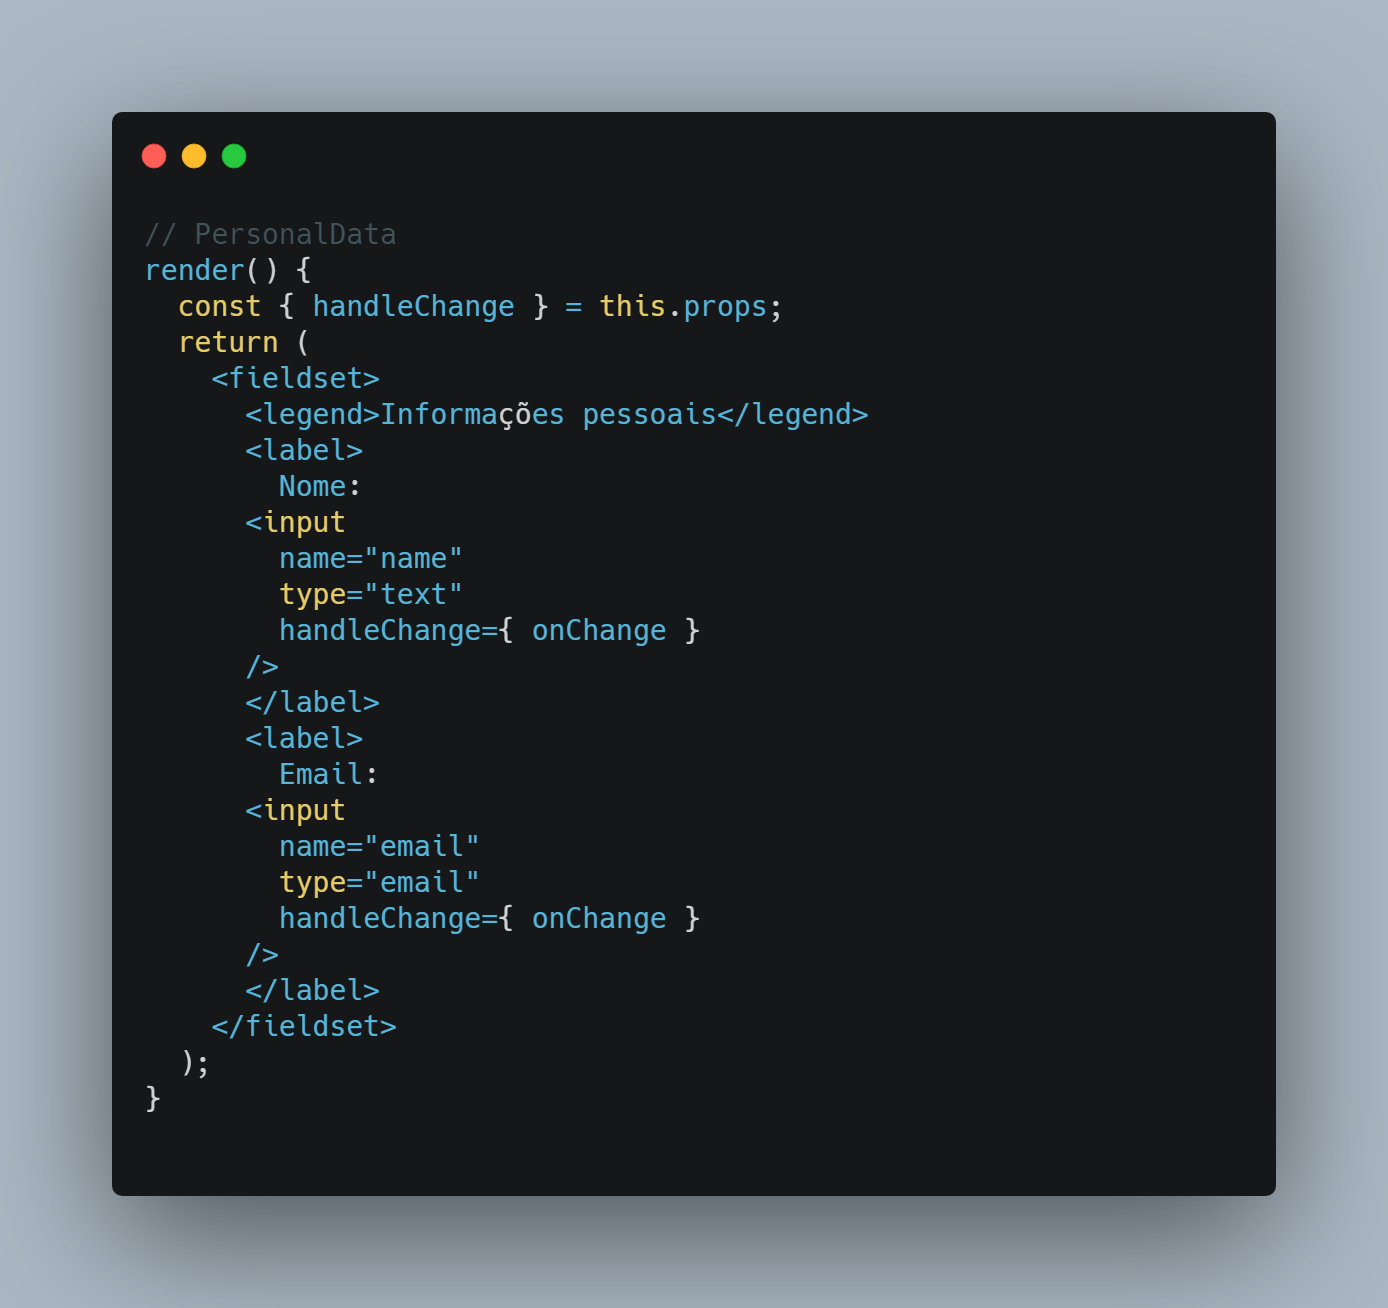 // PersonalData
render() {
  const { handleChange } = this.props;
  return (
    <fieldset>
      <legend>Informações pessoais</legend>
      <label>
        Nome:
      <input
        name="name"
        type="text"
        handleChange={ onChange }
      />
      </label>
      <label>
        Email:
      <input
        name="email"
        type="email"
        handleChange={ onChange }
      />
      </label>
    </fieldset>
  );
}